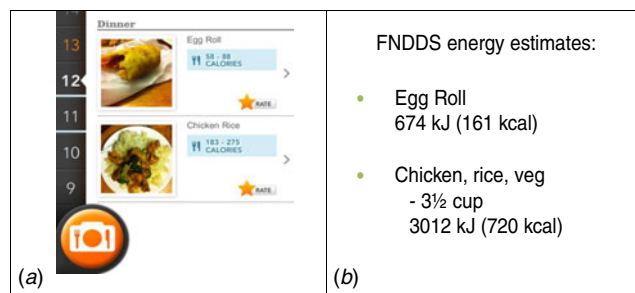 Dinner
13
12
11
10
9
Egg Roll
58 - 88
CALORIES
RATE
Chicken Rice
183 - 275
CALORIES
RATE
(a)
FNDDS energy estimates:
• Egg Roll
674 kJ (161 kcal)
• Chicken, rice, veg
- 3½ cup
3012 kJ (720 kcal)
(b)